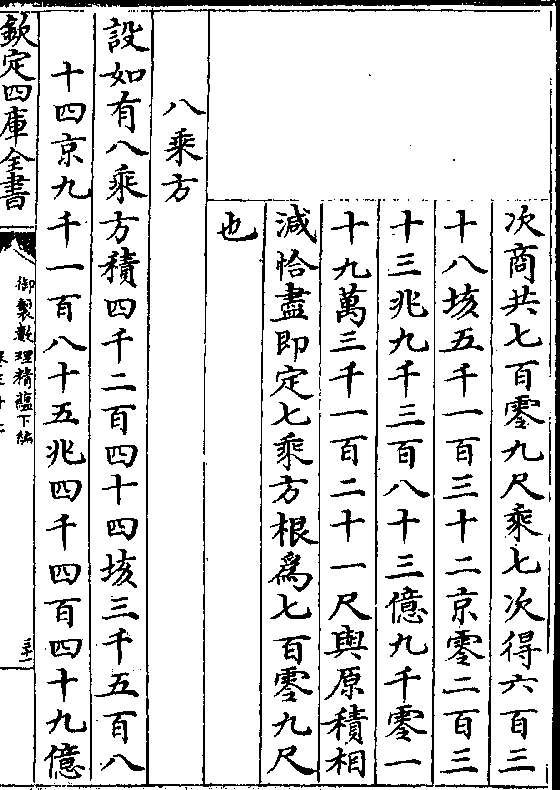 次商共七百零九尺乘七次得六百三
十八垓五千一百三十二京零二百三
十三兆九千三百八十三億九千零一
十九萬三千一百二十一尺與原積相
減恰盡即定七乘方根爲七百零九尺
也
八乘方
設如有八乘方積四千二百四十四垓三千五百八
十四京九千一百八十五兆四千四百四十九億
欽定四庫全書
御製數理精藴下編